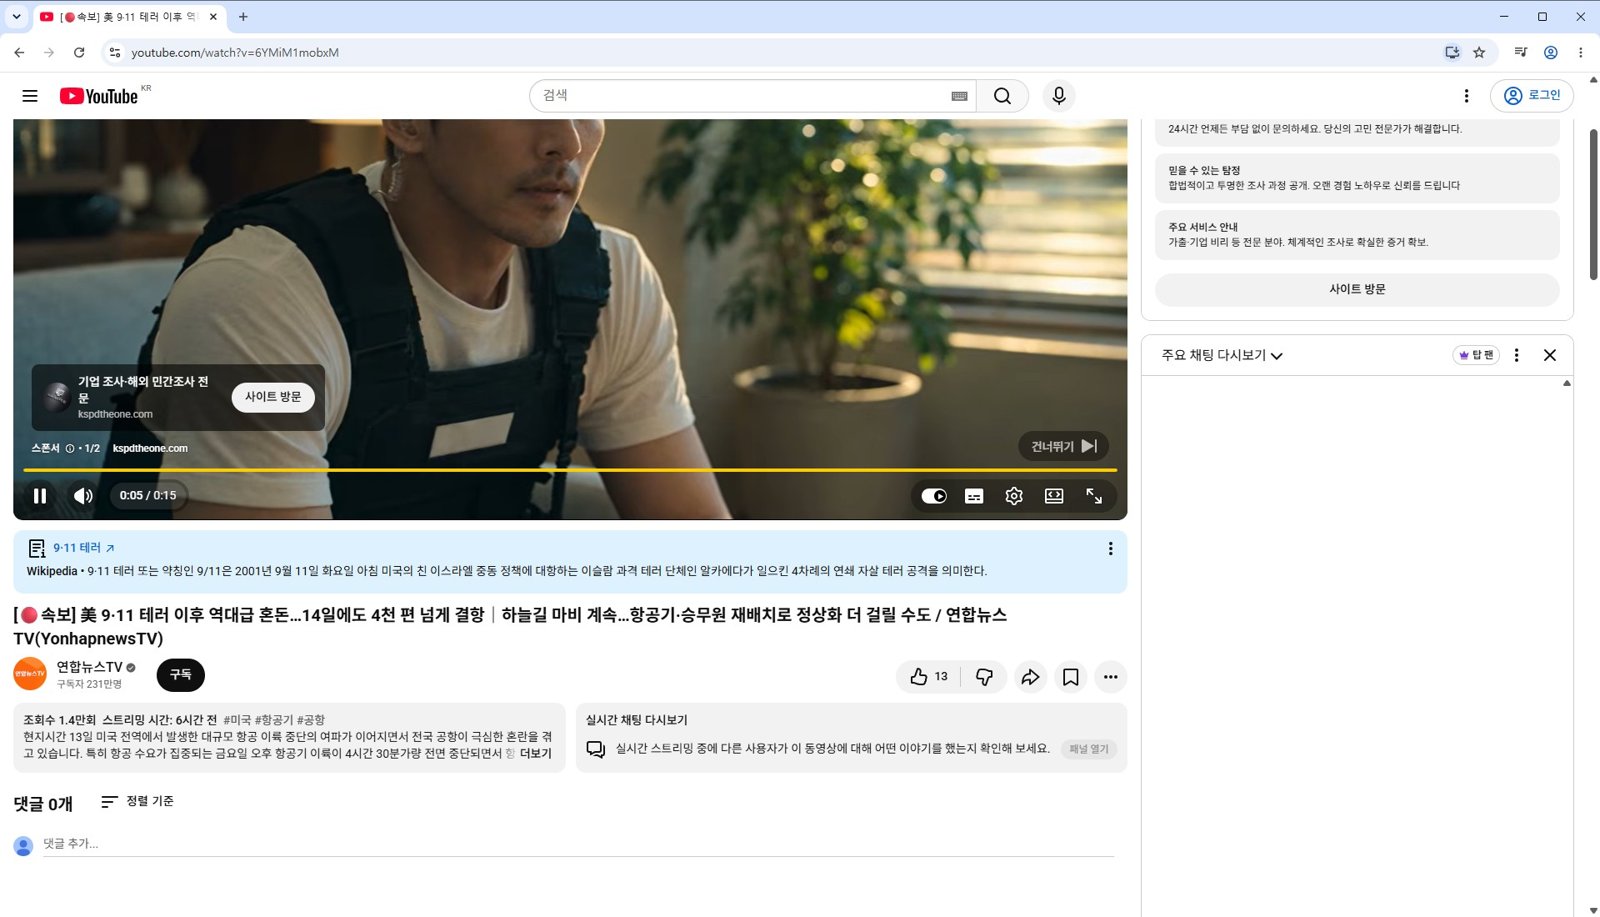 [🔴속보] 美 9·11 테러 이후 역
youtube.com/watch?v=6YMiM1mobxM
YouTube KR
검색
로그인
24시간 언제든 부담 없이 문의하세요. 당신의 고민 전문가가 해결합니다.
믿을 수 있는 탐정
합법적이고 투명한 조사 과정 공개. 오랜 경험 노하우로 신뢰를 드립니다
주요 서비스 안내
가출·기업 비리 등 전문 분야. 체계적인 조사로 확실한 증거 확보.
사이트 방문
주요 채팅 다시보기
탑 팬
기업 조사·해외 민간조사 전
문
kspdtheone.com
사이트 방문
스폰서 • 1/2 kspdtheone.com
건너뛰기
0:05 / 0:15
9·11 테러
Wikipedia • 9·11 테러 또는 약칭인 9/11은 2001년 9월 11일 화요일 아침 미국의 친 이스라엘 중동 정책에 대항하는 이슬람 과격 테러 단체인 알카에다가 일으킨 4차례의 연쇄 자살 테러 공격을 의미한다.
[🔴속보] 美 9·11 테러 이후 역대급 혼돈…14일에도 4천 편 넘게 결항｜하늘길 마비 계속…항공기·승무원 재배치로 정상화 더 걸릴 수도 / 연합뉴스
TV(YonhapnewsTV)
연합뉴스TV
연합뉴스TV
구독자 231만명
구독
13
조회수 1.4만회 스트리밍 시간: 6시간 전 #미국 #항공기 #공항
현지시간 13일 미국 전역에서 발생한 대규모 항공 이륙 중단의 여파가 이어지면서 전국 공항이 극심한 혼란을 겪
고 있습니다. 특히 항공 수요가 집중되는 금요일 오후 항공기 이륙이 4시간 30분가량 전면 중단되면서 항 더보기
실시간 채팅 다시보기
실시간 스트리밍 중에 다른 사용자가 이 동영상에 대해 어떤 이야기를 했는지 확인해 보세요.
패널 열기
댓글 0개
정렬 기준
댓글 추가...